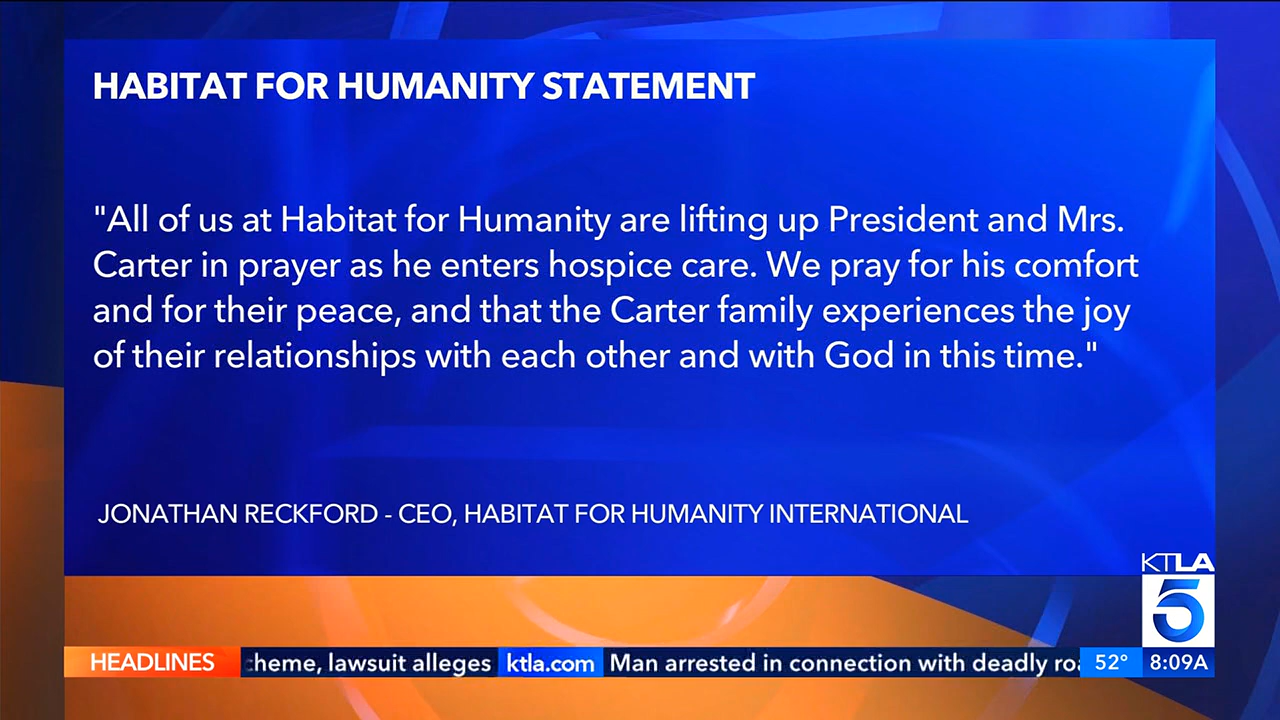 HABITAT FOR HUMANITY STATEMENT
"All of us at Habitat for Humanity are lifting up President and Mrs.
Carter in prayer as he enters hospice care. We pray for his comfort
and for their peace, and that the Carter family experiences the joy
of their relationships with each other and with God in this time."
JONATHAN RECKFORD - CEO, HABITAT FOR HUMANITY INTERNATIONAL
KTLA
5
HEADLINES lawsuit alleges ktla.com Man arrested in connection with deadly 52° 8:09A